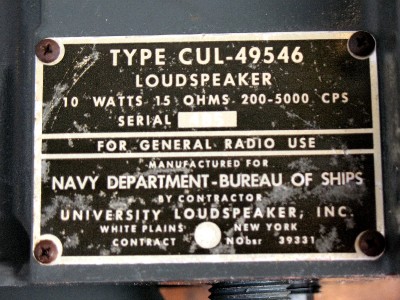 TYPE CUL-49546
LOUDSPEAKER
10 WATTS 15 OHMS 200-5000 CPS
SERIAL
FOR GENERAL RADIO USE
MANUFACTURED FOR
NAVY DEPARTMENT-BUREAU OF SHIPS
BY CONTRACTOR
UNIVERSITY LOUDSPEAKER, INC.
WHITE PLAINS NEW YORK
CONTRACT NObsr 39331